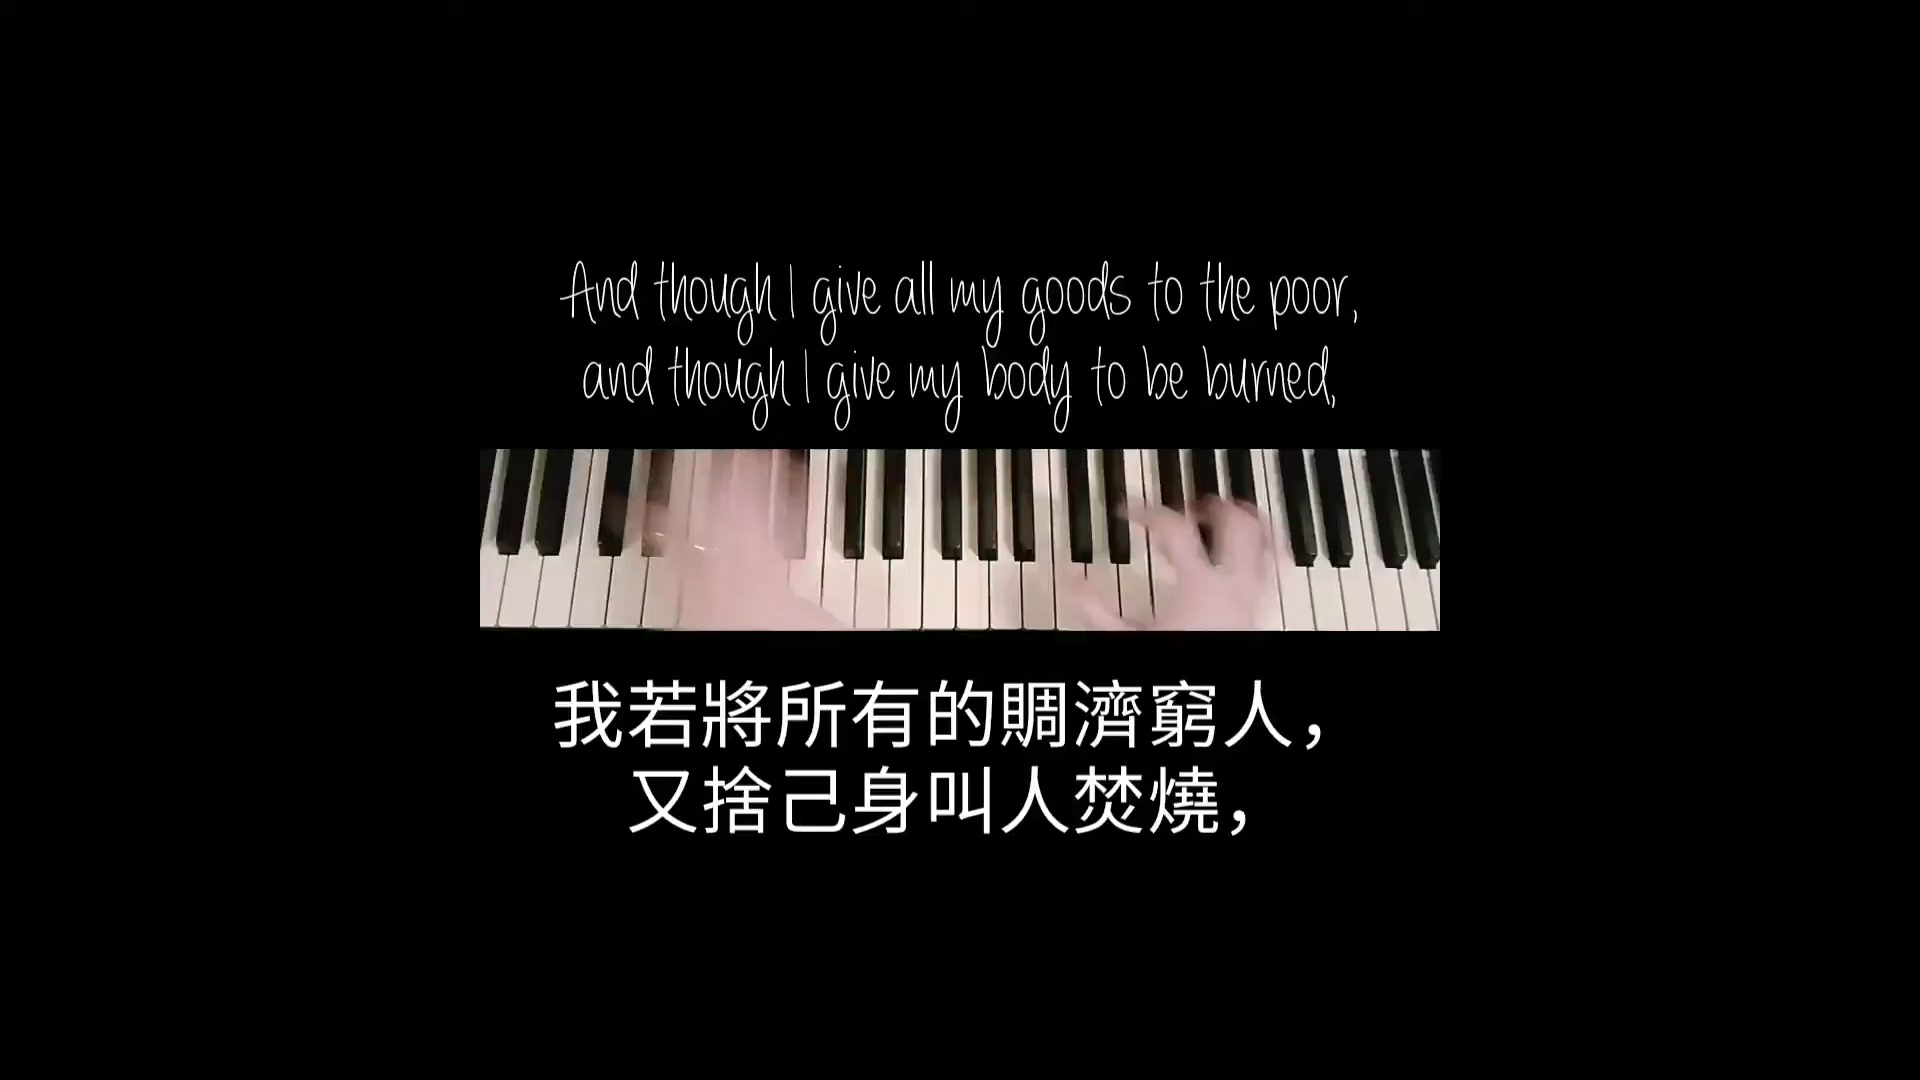 And though I give all my goods to the poor,
and though I give my body to be burned,
我若將所有的賙濟窮人，
又捨己身叫人焚燒，